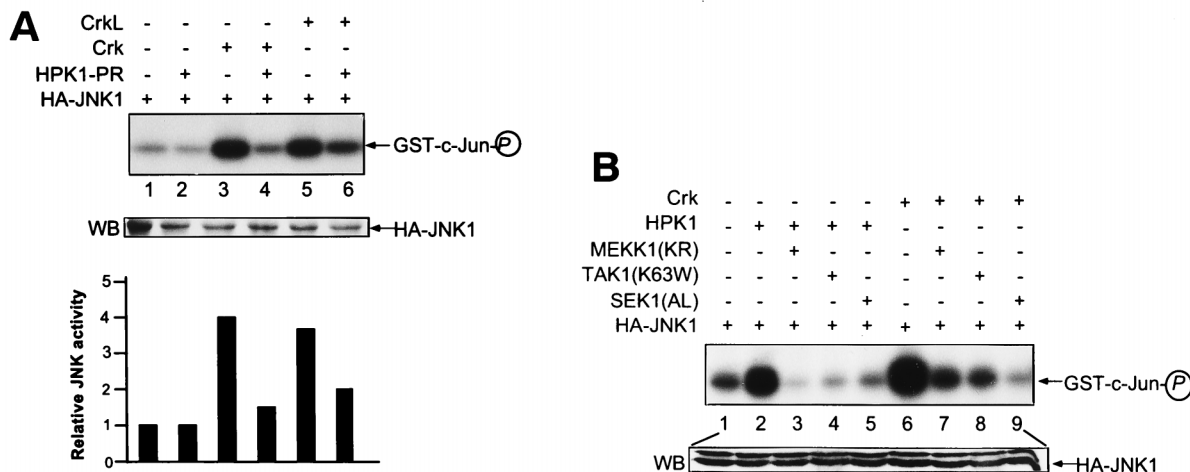 A
CrkL - - - - + +
Crk - - + + - -
HPK1-PR - + - + - +
HA-JNK1 + + + + + +
GST-c-Jun-P
1 2 3 4 5 6
WB HA-JNK1
Relative JNK activity
5
4
3
2
1
0
B
Crk - - - - - + + + +
HPK1 - + + + + - - - -
MEKK1(KR) - - + - - - + - -
TAK1(K63W) - - - + - - - + -
SEK1(AL) - - - - + - - - +
HA-JNK1 + + + + + + + + +
GST-c-Jun-P
1 2 3 4 5 6 7 8 9
WB HA-JNK1